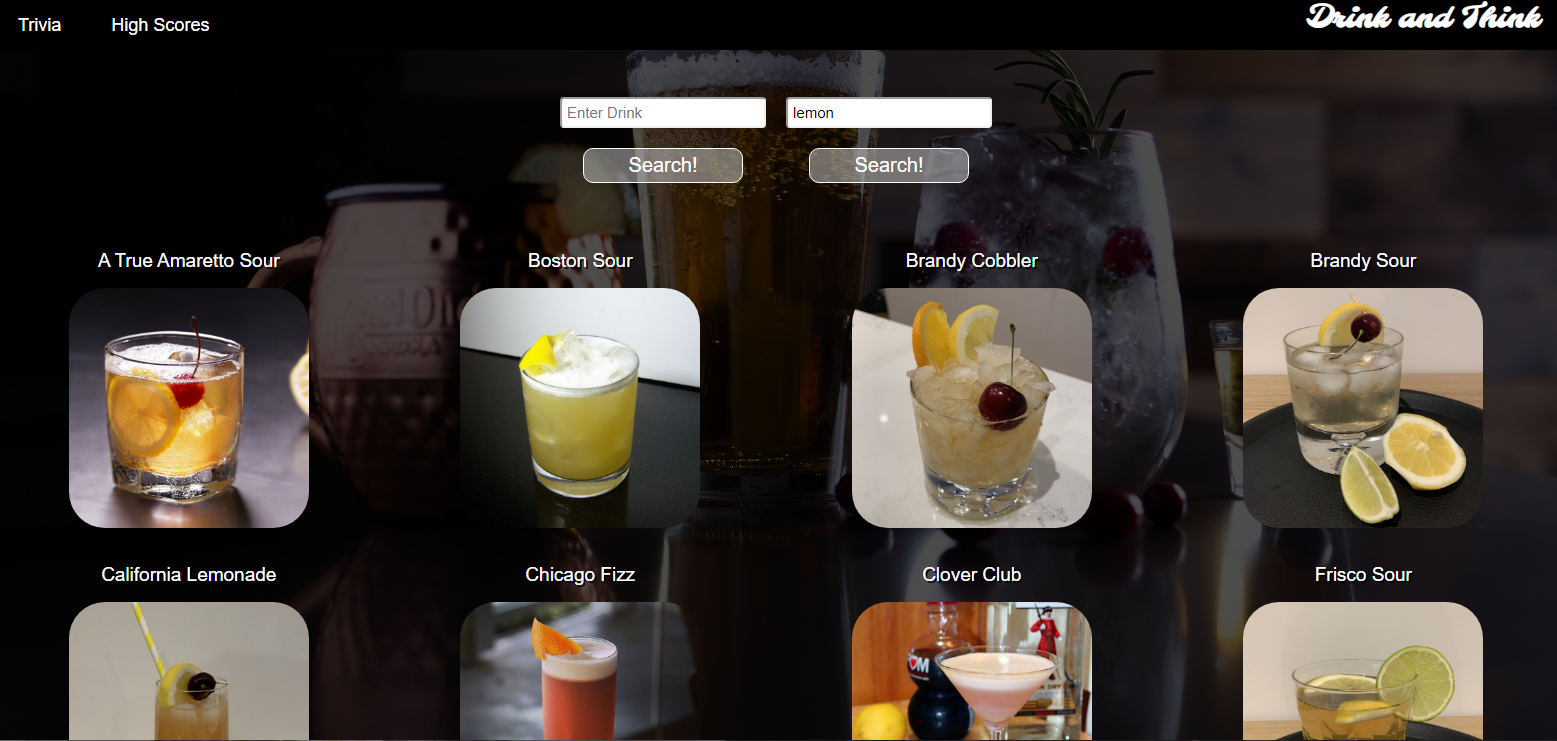 Trivia High Scores Drink and Think
Enter Drink lemon
Search! Search!
A True Amaretto Sour Boston Sour Brandy Cobbler Brandy Sour
California Lemonade Chicago Fizz Clover Club Frisco Sour